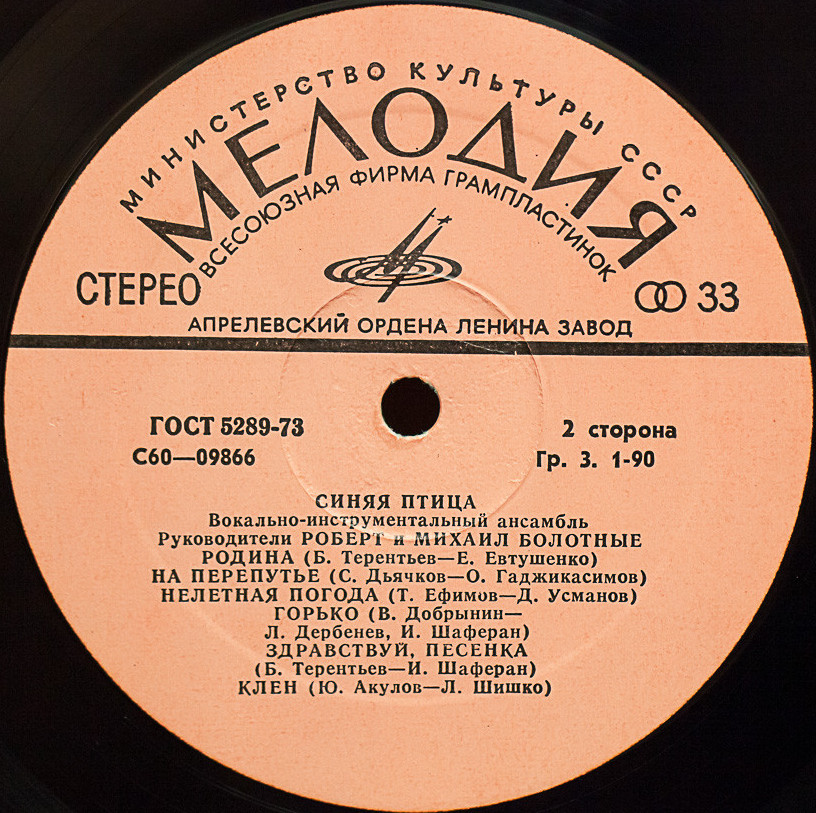 МИНИСТЕРСТВО КУЛЬТУРЫ СССР
МЕЛОДИЯ
ВСЕСОЮЗНАЯ ФИРМА ГРАМПЛАСТИНОК
СТЕРЕО
33
АПРЕЛЕВСКИЙ ОРДЕНА ЛЕНИНА ЗАВОД
ГОСТ 5289-73
2 сторона
С60—09866
Гр. 3. 1-90
СИНЯЯ ПТИЦА
Вокально-инструментальный ансамбль
Руководители РОБЕРТ и МИХАИЛ БОЛОТНЫЕ
РОДИНА (Б. Терентьев—Е. Евтушенко)
НА ПЕРЕПУТЬЕ (С. Дьячков—О. Гаджикасимов)
НЕЛЕТНАЯ ПОГОДА (Т. Ефимов—Д. Усманов)
ГОРЬКО (В. Добрынин—
Л. Дербенев, И. Шаферан)
ЗДРАВСТВУЙ, ПЕСЕНКА
(Б. Терентьев—И. Шаферан)
КЛЕН (Ю. Акулов—Л. Шишко)